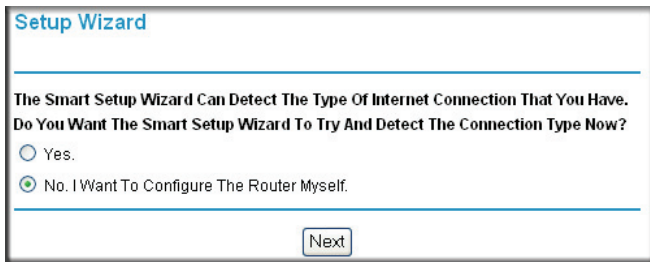 Setup Wizard
The Smart Setup Wizard Can Detect The Type Of Internet Connection That You Have.
Do You Want The Smart Setup Wizard To Try And Detect The Connection Type Now?
Yes.
No. I Want To Configure The Router Myself.
Next